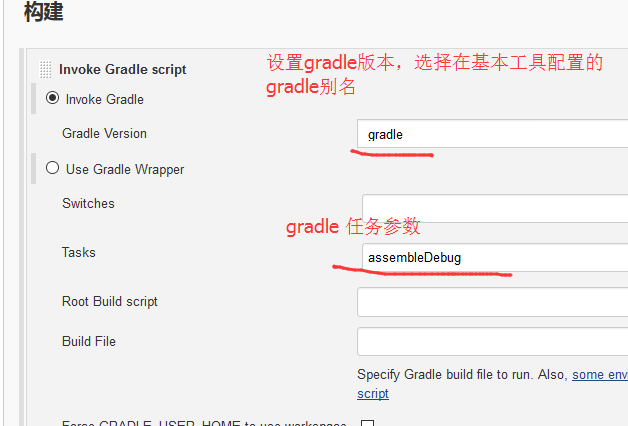 构建
Invoke Gradle script
设置gradle版本，选择在基本工具配置的
gradle别名
Invoke Gradle
Gradle Version
gradle
Use Gradle Wrapper
Switches
gradle 任务参数
Tasks
assembleDebug
Root Build script
Build File
Specify Gradle build file to run. Also, some env
script
Force GRADLE_USER_HOME to use workspace